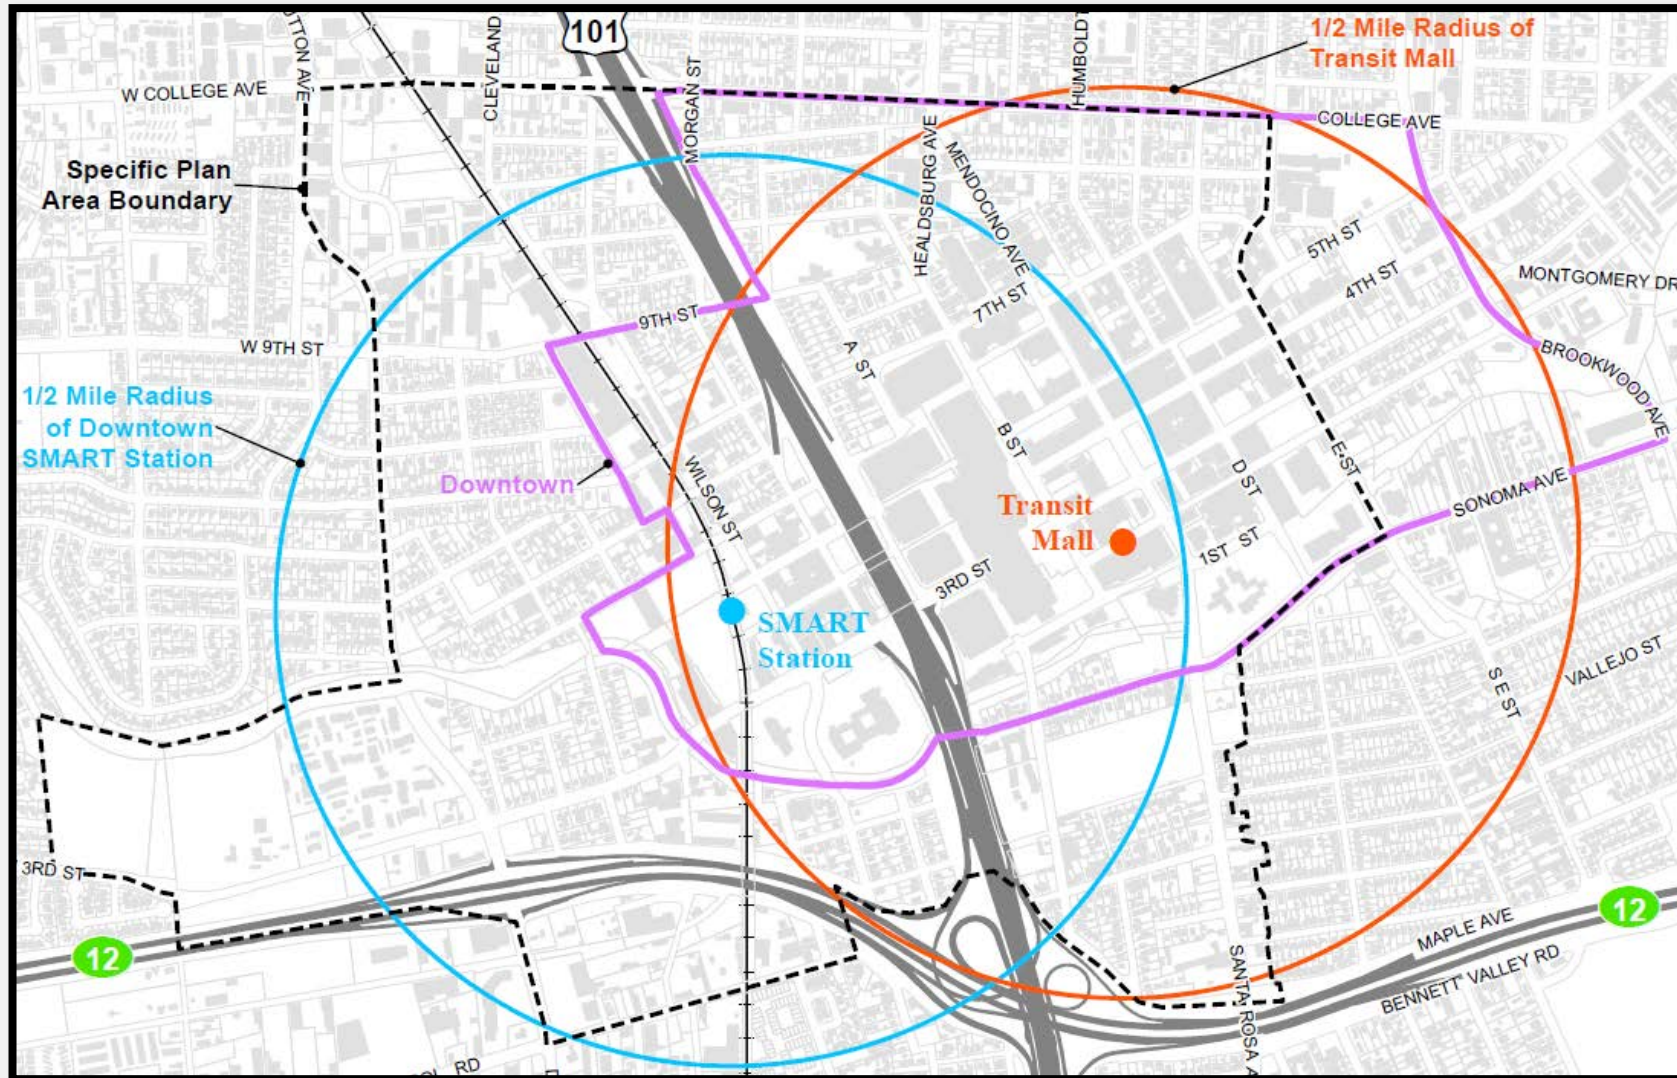 101
1/2 Mile Radius of
Transit Mall
W COLLEGE AVE
CLEVELAND
MORGAN ST
HUMBOLDT
COLLEGE AVE
Specific Plan
Area Boundary
HEALDSBURG AVE
MENDOCINO AVE
5TH ST
4TH ST
MONTGOMERY DR
7TH ST
9TH ST
W 9TH ST
A ST
BROOKWOOD AVE
1/2 Mile Radius
of Downtown
SMART Station
Downtown
WILSON ST
B ST
D ST
E ST
SONOMA AVE
Transit
Mall
1ST ST
3RD ST
SMART
Station
S E ST
VALLEJO ST
3RD ST
12
12
MAPLE AVE
BENNETT VALLEY RD
SANTA ROSA A
RD